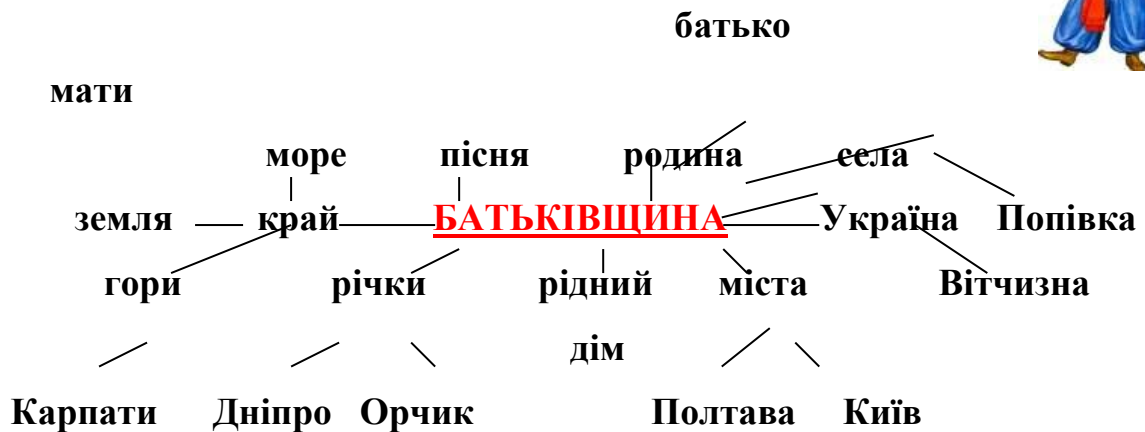 батько
мати
море пісня родина села
земля край БАТЬКІВЩИНА Україна Попівка
гори річки рідний міста Вітчизна
дім
Карпати Дніпро Орчик Полтава Київ